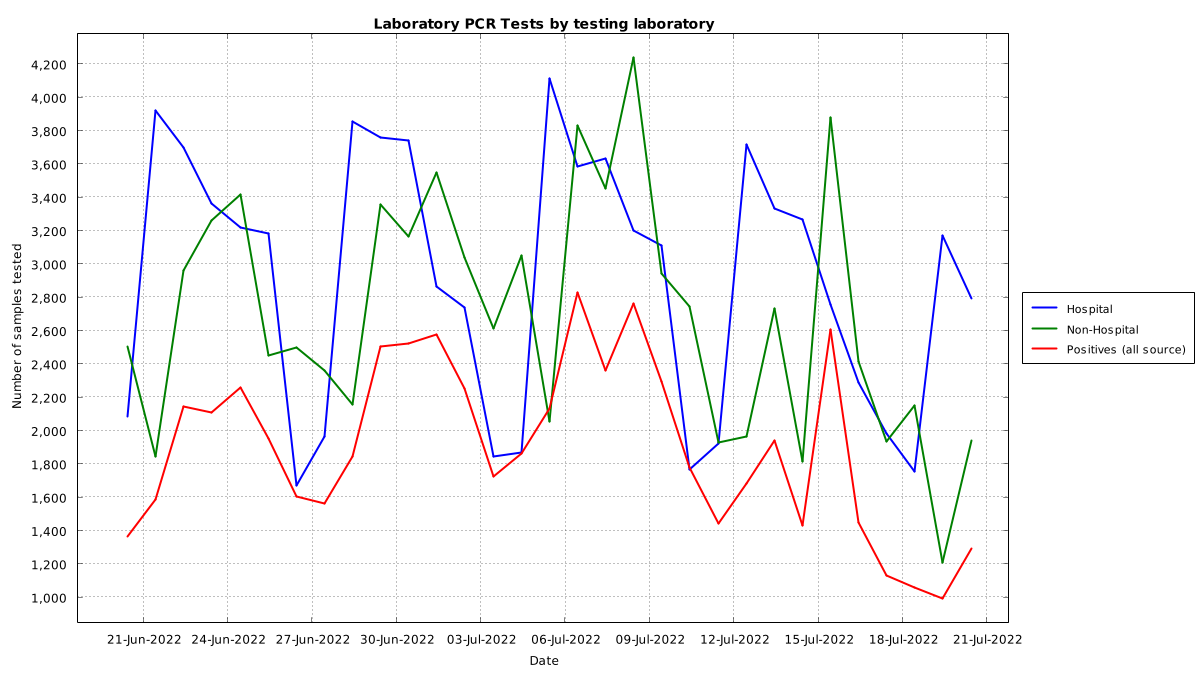 Laboratory PCR Tests by testing laboratory
Number of samples tested
4,200
4,000
3,800
3,600
3,400
3,200
3,000
2,800
2,600
2,400
2,200
2,000
1,800
1,600
1,400
1,200
1,000
21-Jun-2022 24-Jun-2022 27-Jun-2022 30-Jun-2022 03-Jul-2022 06-jul-2022 09-Jul-2022 12-Jul-2022 15-Jul-2022 18-Jul-2022 21-Jul-2022
Date
Hospital
Non-Hospital
Positives (all source)